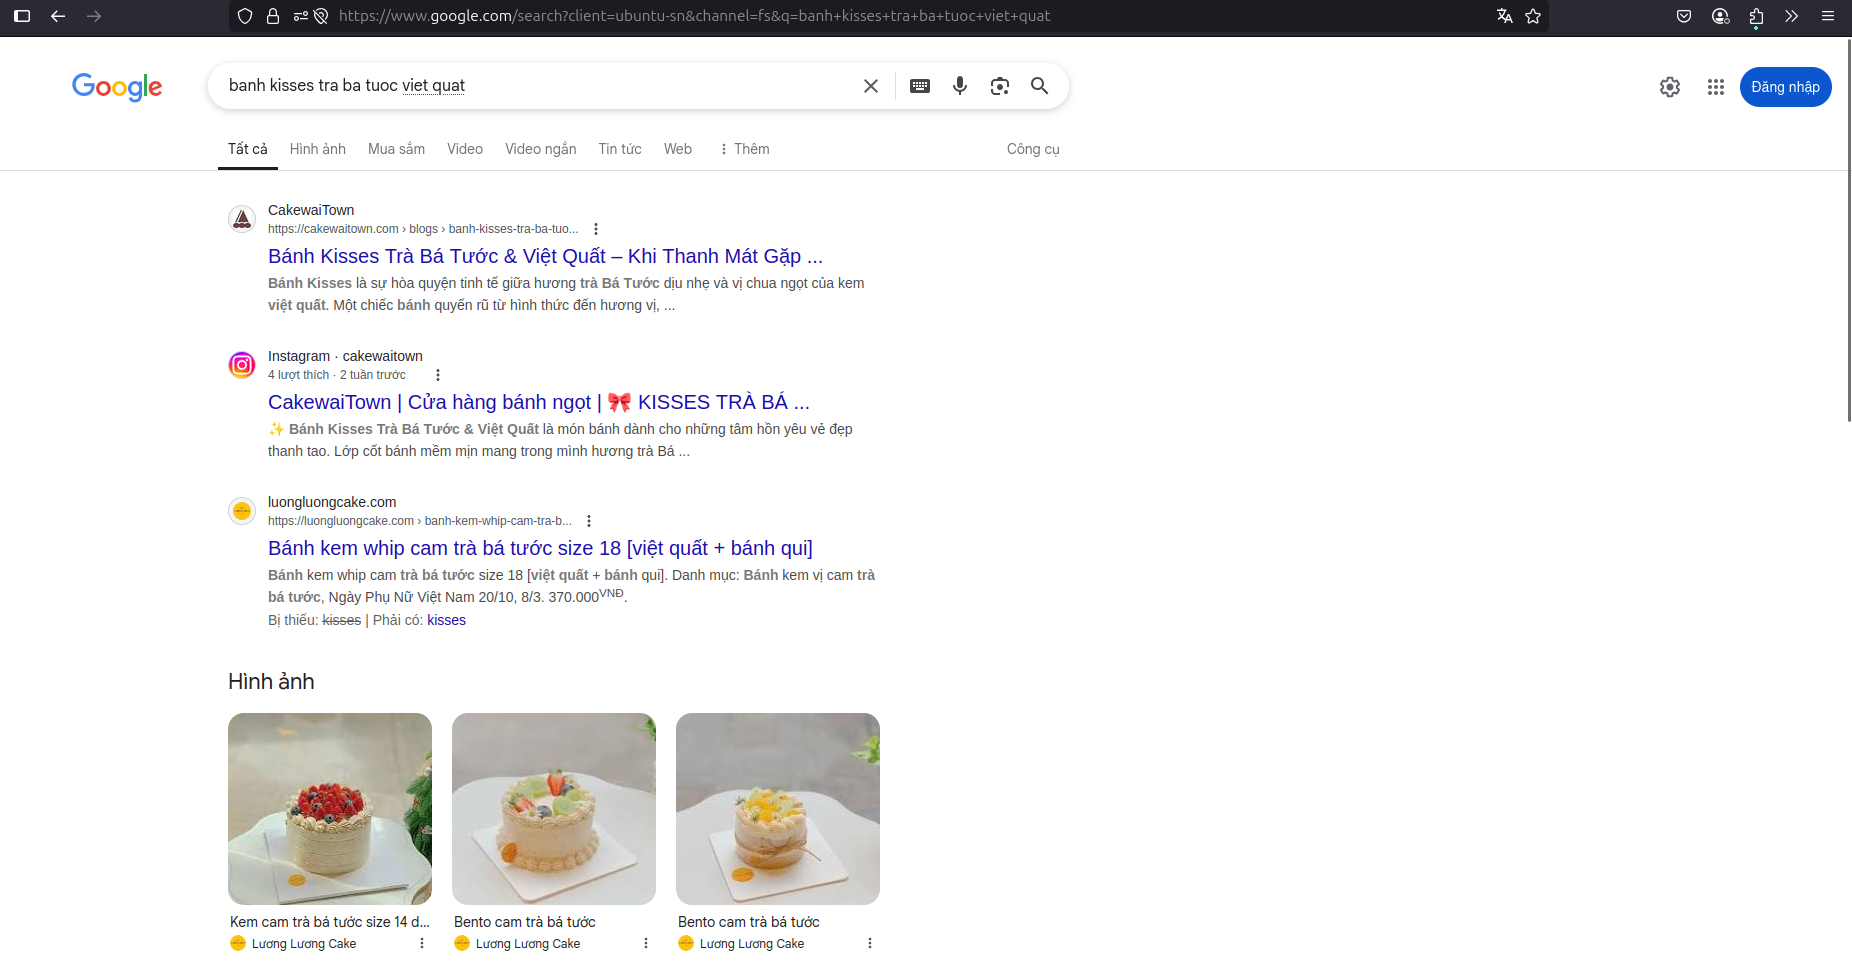 https://www.google.com/search?client=ubuntu-sn&channel=fs&q=banh+kisses+tra+ba+tuoc+viet+quat
Google
banh kisses tra ba tuoc viet quat
Đăng nhập
Tất cả
Hình ảnh
Mua sắm
Video
Video ngắn
Tin tức
Web
Thêm
Công cụ
CakewaiTown
https://cakewaitown.com › blogs › banh-kisses-tra-ba-tuo...
Bánh Kisses Trà Bá Tước & Việt Quất – Khi Thanh Mát Gặp ...
Bánh Kisses là sự hòa quyện tinh tế giữa hương trà Bá Tước dịu nhẹ và vị chua ngọt của kem
việt quất. Một chiếc bánh quyến rũ từ hình thức đến hương vị, ...
Instagram · cakewaitown
4 lượt thích · 2 tuần trước
CakewaiTown | Cửa hàng bánh ngọt | 🎀 KISSES TRÀ BÁ ...
✨ Bánh Kisses Trà Bá Tước & Việt Quất là món bánh dành cho những tâm hồn yêu vẻ đẹp
thanh tao. Lớp cốt bánh mềm mịn mang trong mình hương trà Bá ...
luongluongcake.com
https://luongluongcake.com › banh-kem-whip-cam-tra-b...
Bánh kem whip cam trà bá tước size 18 [việt quất + bánh qui]
Bánh kem whip cam trà bá tước size 18 [việt quất + bánh qui]. Danh mục: Bánh kem vị cam trà
bá tước, Ngày Phụ Nữ Việt Nam 20/10, 8/3. 370.000VNĐ.
Bị thiếu: kisses | Phải có: kisses
Hình ảnh
Kem cam trà bá tước size 14 d...
Lương Lương Cake
Bento cam trà bá tước
Lương Lương Cake
Bento cam trà bá tước
Lương Lương Cake